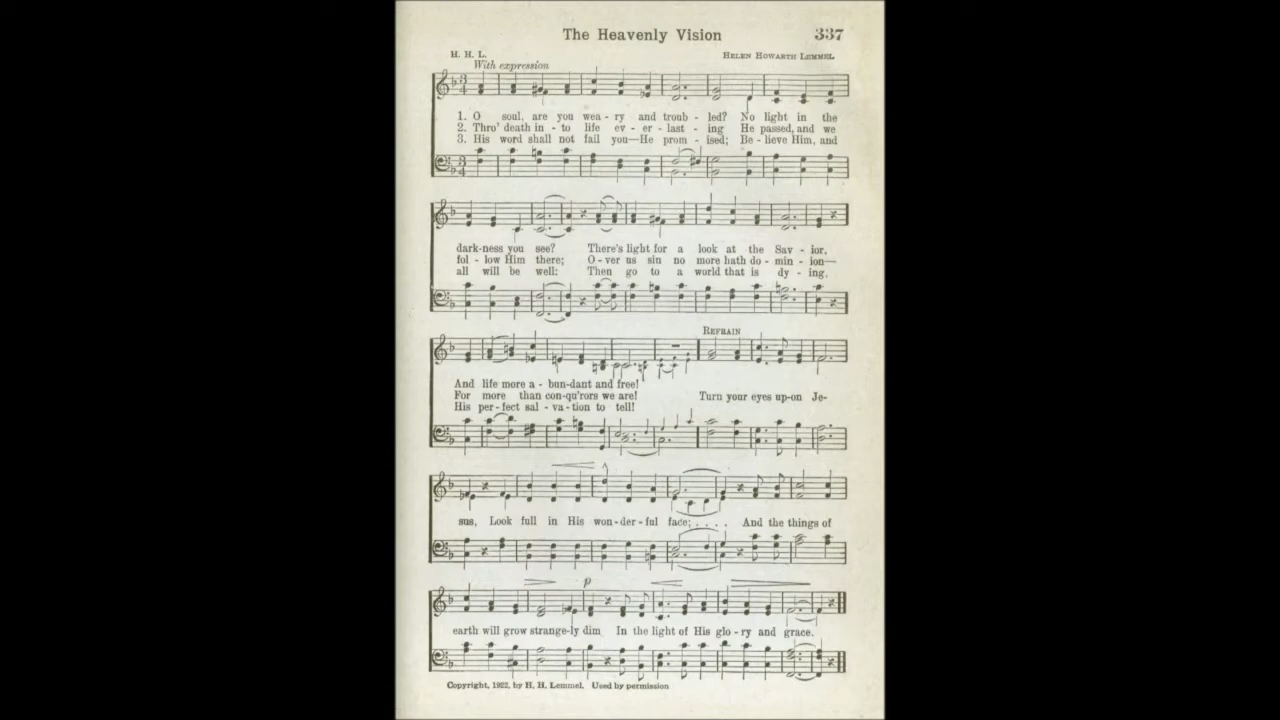 The Heavenly Vision 337
H. H. L. HELEN HOWARTH LEMMEL
With expression
1. O soul, are you wea - ry and troub - led? No light in the
2. Thro' death in - to life ev - er - last - ing He passed, and we
3. His word shall not fail you—He prom - ised; Be - lieve Him, and
dark-ness you see? There's light for a look at the Sav - ior,
fol - low Him there; O - ver us sin no more hath do - min - ion—
all will be well: Then go to a world that is dy - ing,
REFRAIN
And life more a - bun-dant and free!
For more than con-qu'rors we are! Turn your eyes up-on Je-
His per - fect sal - va - tion to tell!
sus, Look full in His won - der - ful face; . . . . And the things of
p
earth will grow strange-ly dim In the light of His glo - ry and grace.
Copyright, 1922, by H. H. Lemmel. Used by permission